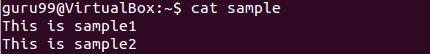 guru99@VirtualBox:~$ cat sample
This is sample1
This is sample2